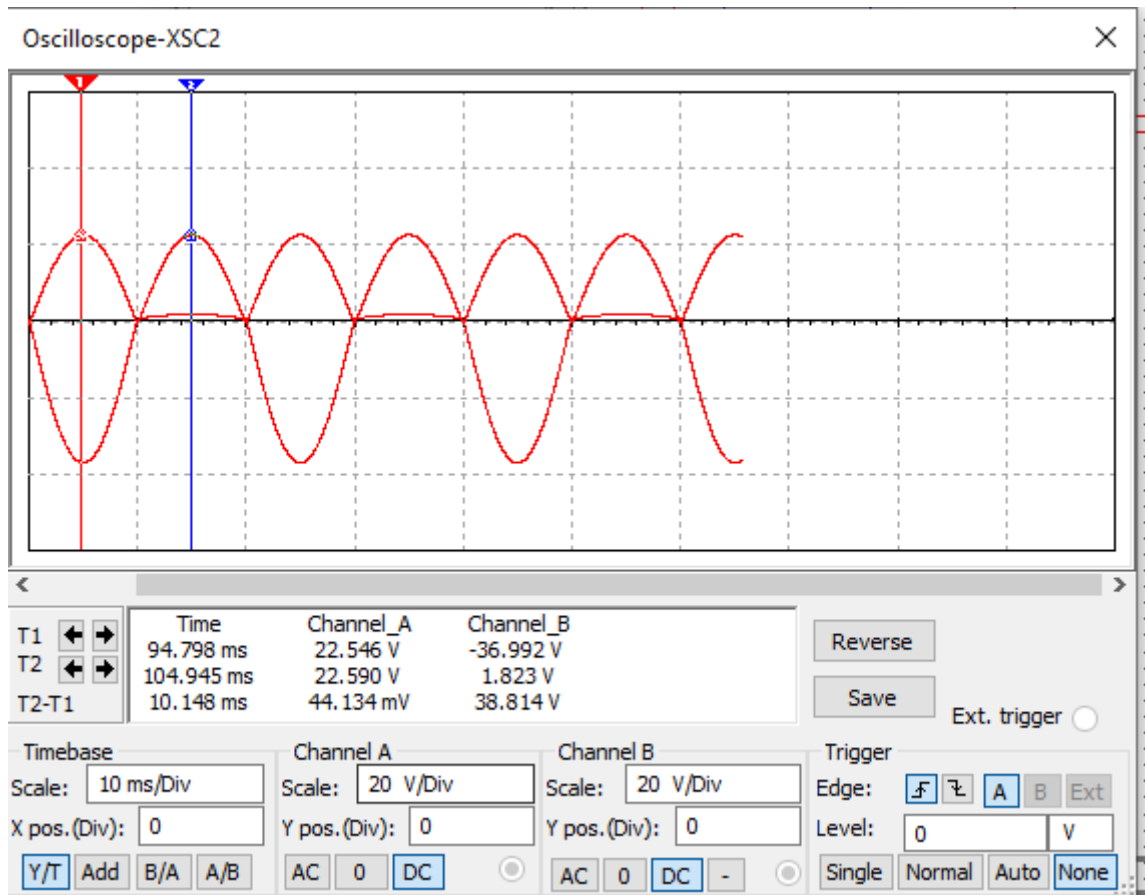 Oscilloscope-XSC2
1 2
Time Channel_A Channel_B
T1 94.798 ms 22.546 V -36.992 V
T2 104.945 ms 22.590 V 1.823 V
T2-T1 10.148 ms 44.134 mV 38.814 V
Reverse
Save
Ext. trigger
Timebase Channel A Channel B Trigger
Scale: 10 ms/Div Scale: 20 V/Div Scale: 20 V/Div Edge: A B Ext
X pos.(Div): 0 Y pos.(Div): 0 Y pos.(Div): 0 Level: 0 V
Y/T Add B/A A/B AC 0 DC AC 0 DC - Single Normal Auto None